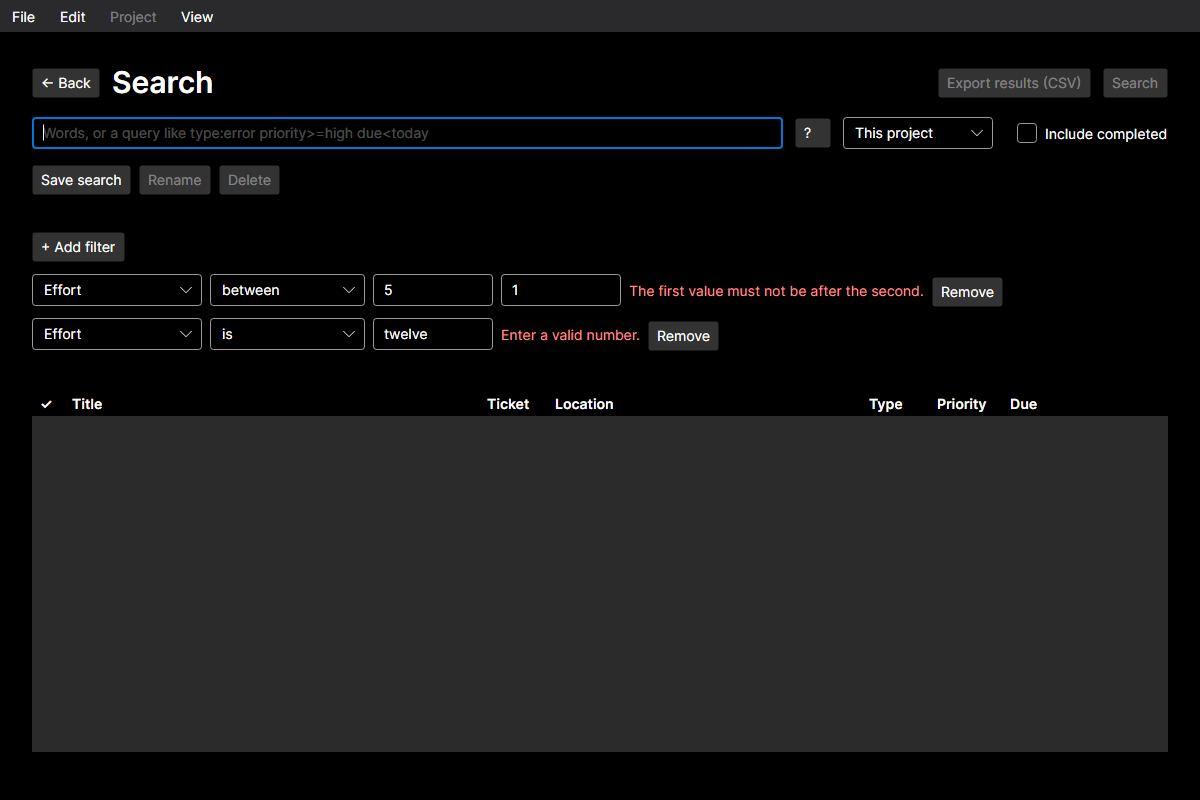 File Edit Project View
← Back Search Export results (CSV) Search
Words, or a query like type:error priority>=high due<today ? This project Include completed
Save search Rename Delete
+ Add filter
Effort between 5 1 The first value must not be after the second. Remove
Effort is twelve Enter a valid number. Remove
✓ Title Ticket Location Type Priority Due